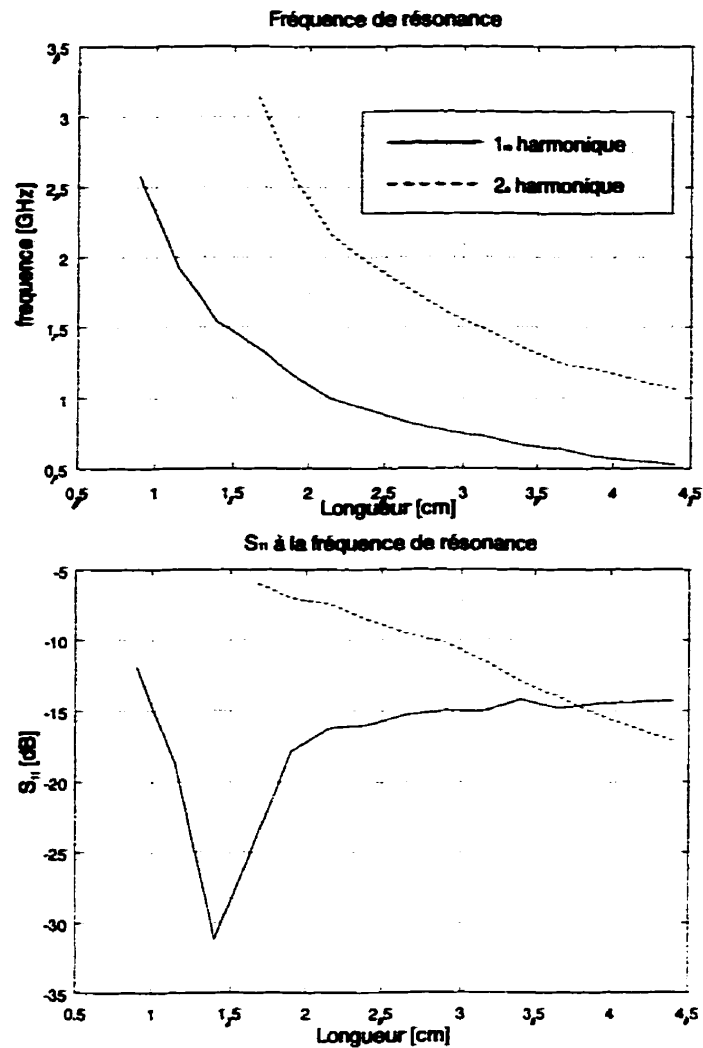 Fréquence de résonance
3,5
3
2,5
2
1,5
1
0,5
frequence [GHz]
1re harmonique
2e harmonique
0,5 1 1,5 2 2,5 3 3,5 4 4,5
Longueur [cm]
S11 à la fréquence de résonance
-5
-10
-15
-20
-25
-30
-35
S11 [dB]
0.5 1 1,5 2 2,5 3 3,5 4 4,5
Longueur [cm]